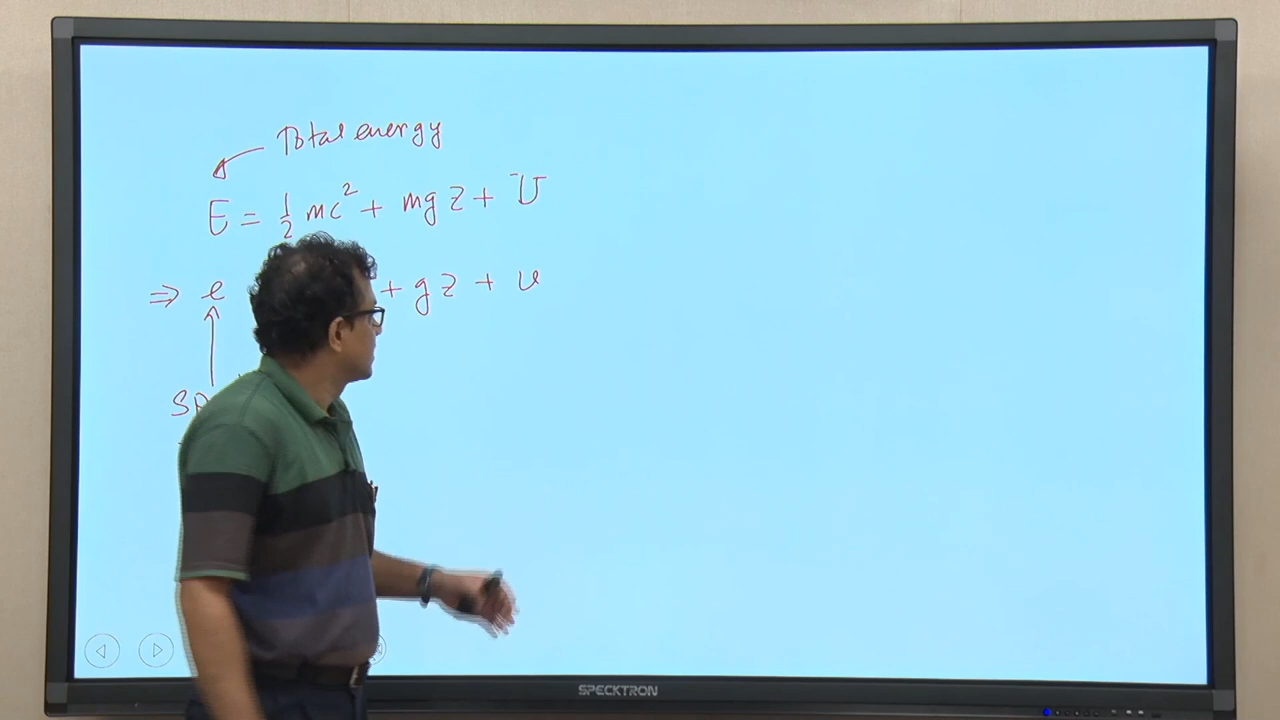 Total energy
E = 1/2 mc² + mgz + U
⇒ e + gz + u
SPECKTRON